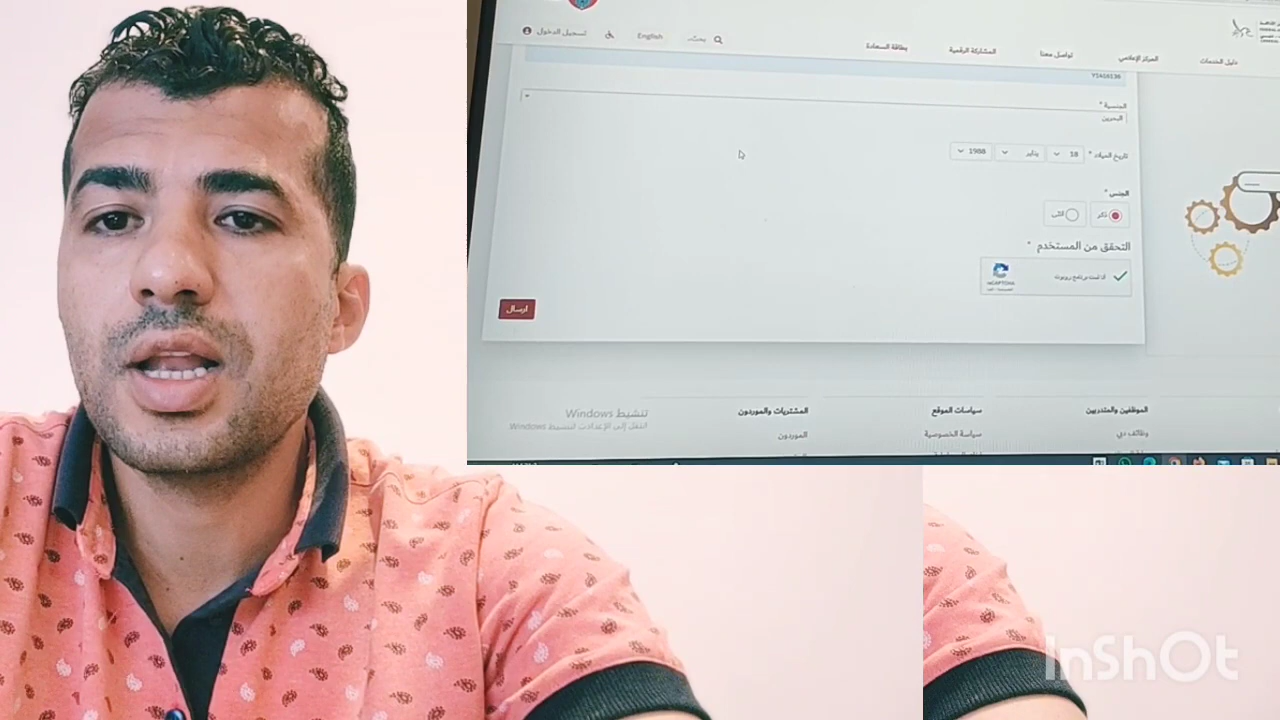 تسجيل الدخول
English
بحث..
بطاقة السعادة
المشاركة الرقمية
تواصل معنا
المركز الإعلامي
دليل الخدمات
الجنسية *
البحرين
تاريخ الميلاد * 18 يناير 1988
الجنس *
ذكر أنثى
التحقق من المستخدم *
أنا لست برنامج روبوت
reCAPTCHA
ارسال
الموظفين والمتدربين
سياسات الموقع
المشتريات والموردون
وظائف دبي
سياسة الخصوصية
الموردون
تنشيط Windows
انتقل إلى الإعدادات لتنشيط Windows
InShOt